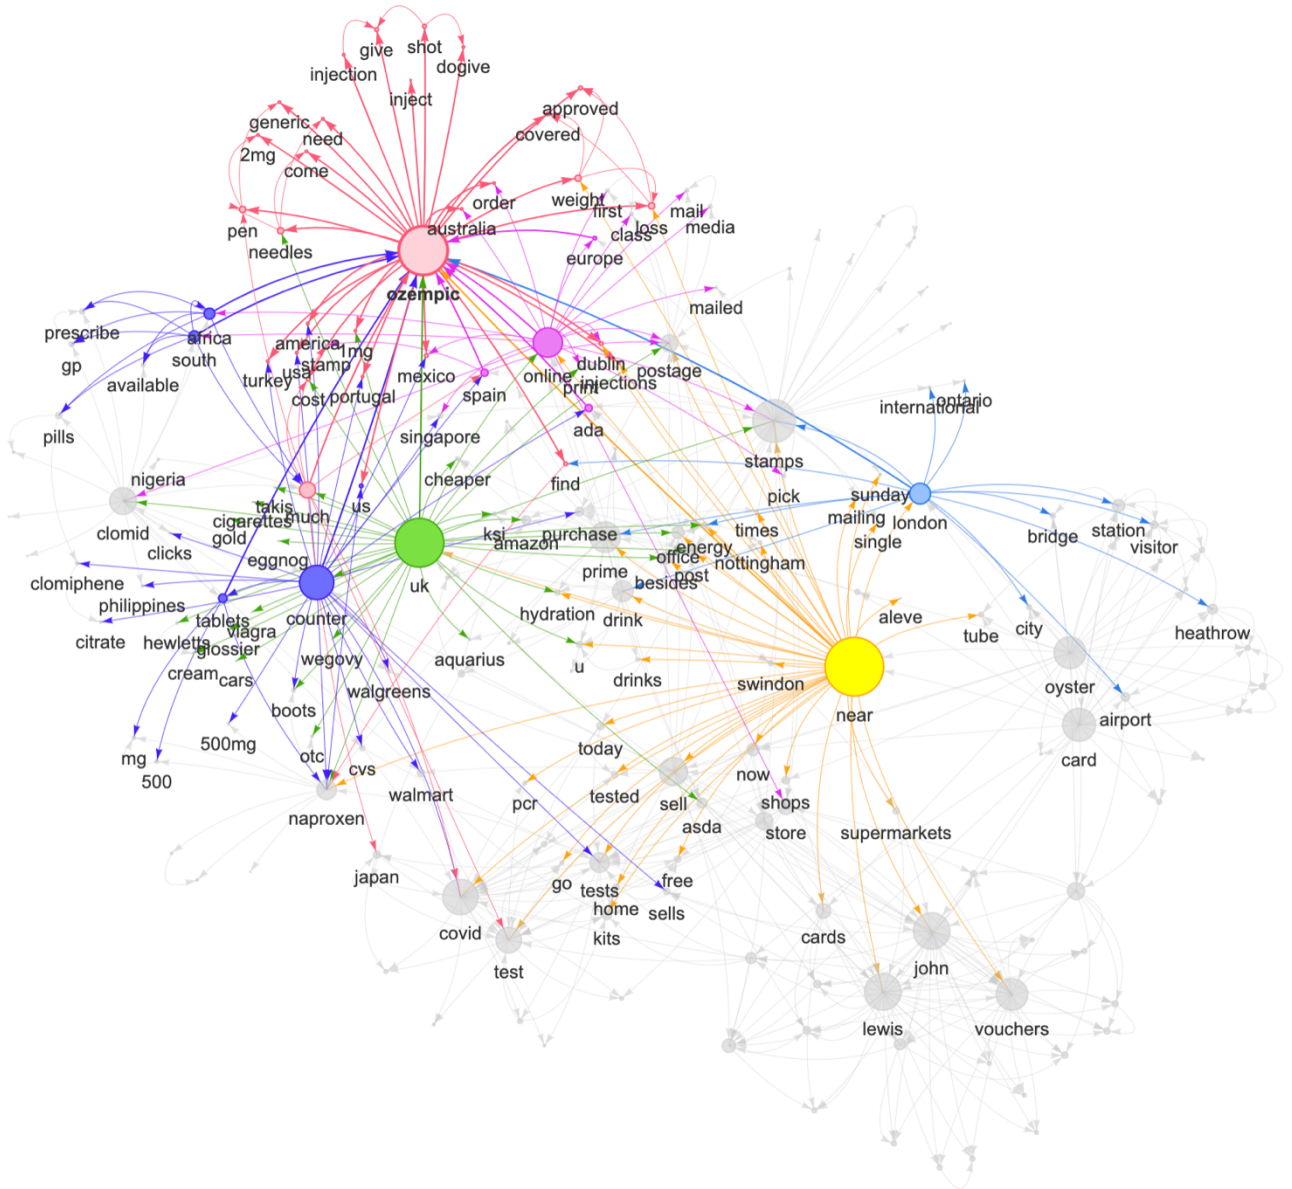 give
shot
injection
dogive
inject
approved
generic
covered
need
2mg
come
order
weight
first
mail
pen
australia
loss
media
class
needles
europe
ozempic
mailed
prescribe
africa
america
1mg
gp
south
stamp
dublin
turkey
usa
mexico
online
injections
postage
available
print
cost
portugal
spain
international
ontario
pills
singapore
ada
stamps
nigeria
cheaper
find
pick
sunday
takis
much
us
mailing
london
cigarettes
clomid
gold
ksi
purchase
times
single
bridge
station
amazon
energy
visitor
clicks
eggnog
office
nottingham
prime
post
clomiphene
uk
besides
philippines
tablets
counter
hydration
drink
aleve
city
citrate
hewletts
viagra
tube
heathrow
glossier
wegovy
aquarius
u
cream
cars
drinks
swindon
oyster
walgreens
boots
near
airport
500mg
today
mg
otc
card
500
cvs
now
walmart
pcr
tested
sell
shops
naproxen
asda
store
supermarkets
japan
go
tests
free
home
sells
covid
kits
cards
test
john
lewis
vouchers